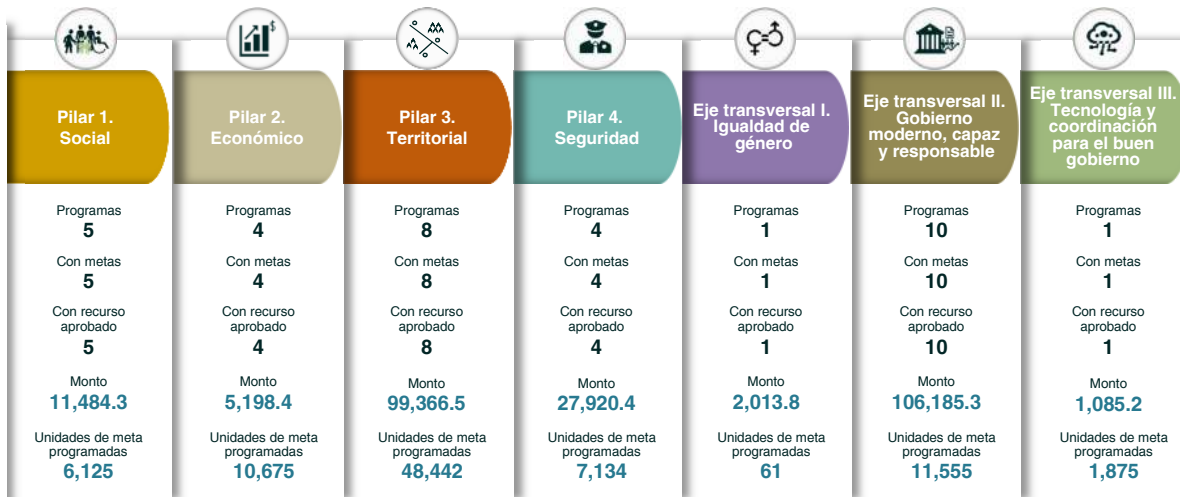 $
Pilar 1.
Social
Programas
5
Con metas
5
Con recurso
aprobado
5
Monto
11,484.3
Unidades de meta
programadas
6,125
Pilar 2.
Económico
Programas
4
Con metas
4
Con recurso
aprobado
4
Monto
5,198.4
Unidades de meta
programadas
10,675
Pilar 3.
Territorial
Programas
8
Con metas
8
Con recurso
aprobado
8
Monto
99,366.5
Unidades de meta
programadas
48,442
Pilar 4.
Seguridad
Programas
4
Con metas
4
Con recurso
aprobado
4
Monto
27,920.4
Unidades de meta
programadas
7,134
Eje transversal I.
Igualdad de
género
Programas
1
Con metas
1
Con recurso
aprobado
1
Monto
2,013.8
Unidades de meta
programadas
61
Eje transversal II.
Gobierno
moderno, capaz
y responsable
Programas
10
Con metas
10
Con recurso
aprobado
10
Monto
106,185.3
Unidades de meta
programadas
11,555
Eje transversal III.
Tecnología y
coordinación
para el buen
gobierno
Programas
1
Con metas
1
Con recurso
aprobado
1
Monto
1,085.2
Unidades de meta
programadas
1,875